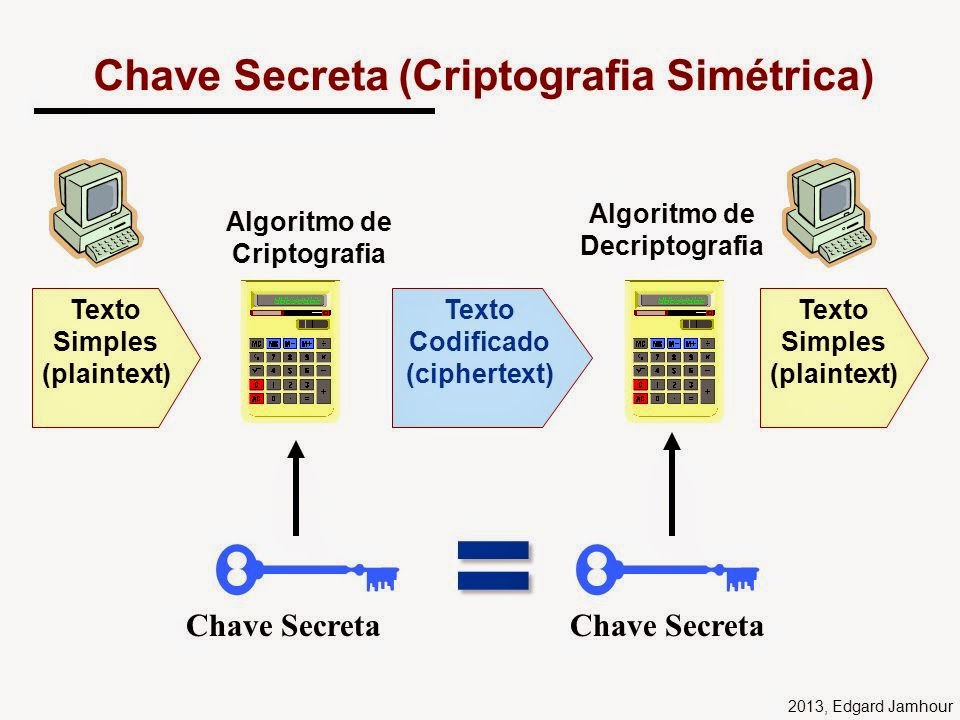 Chave Secreta (Criptografia Simétrica)
Algoritmo de
Criptografia
Algoritmo de
Decriptografia
Texto
Simples
(plaintext)
Texto
Codificado
(ciphertext)
Texto
Simples
(plaintext)
Chave Secreta
Chave Secreta
2013, Edgard Jamhour